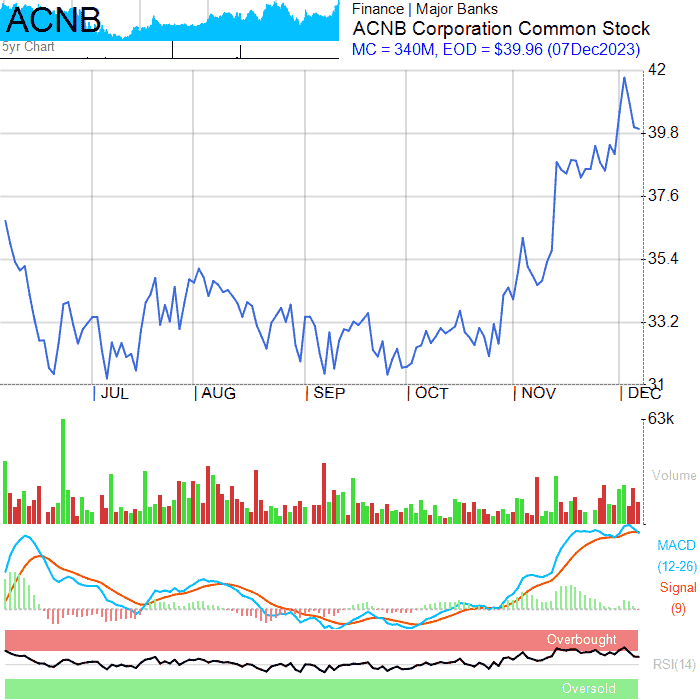 ACNB
5yr Chart
Finance | Major Banks
ACNB Corporation Common Stock
MC = 340M, EOD = $39.96 (07Dec2023)
42
39.8
37.6
35.4
33.2
31
JUL AUG SEP OCT NOV DEC
63k
Volume
MACD
(12-26)
Signal
(9)
Overbought
RSI(14)
Oversold